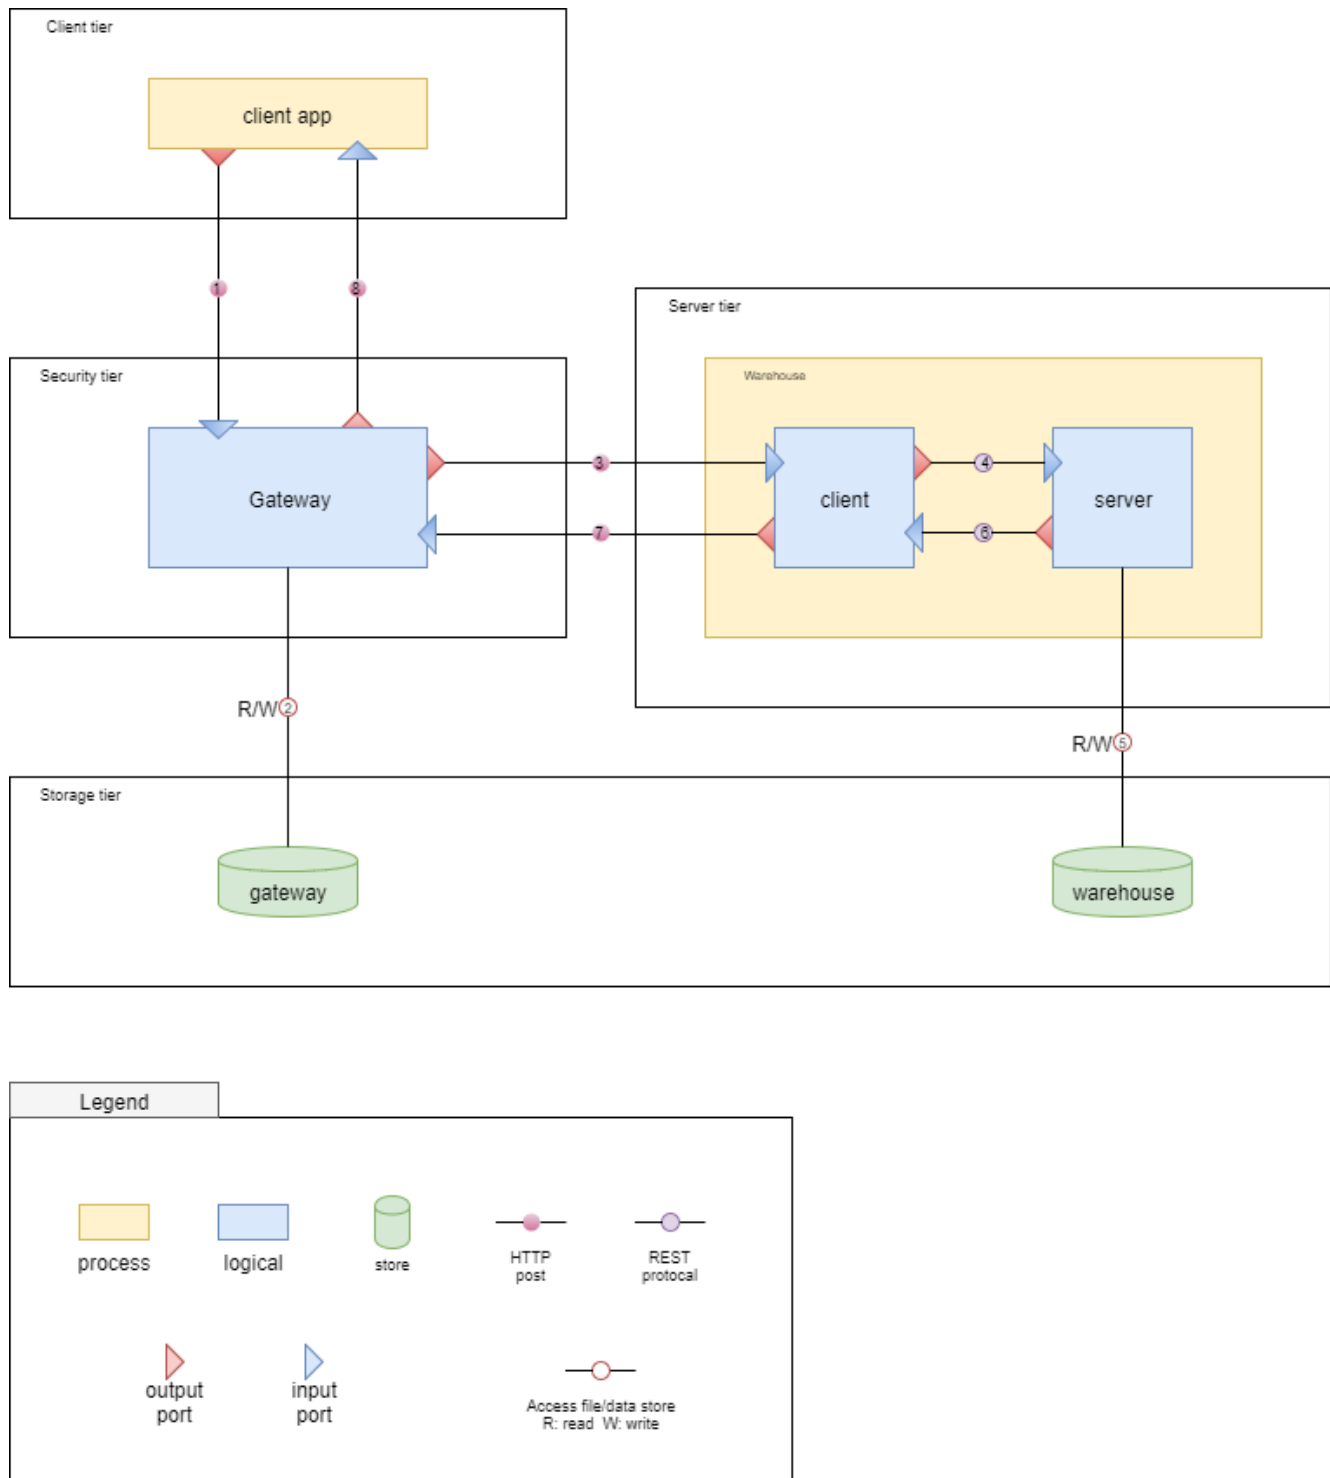 Client tier
client app
1
8
Server tier
Security tier
Warehouse
3
4
Gateway
client
server
7
6
R/W
2
R/W
5
Storage tier
gateway
warehouse
Legend
process
logical
store
HTTP
post
REST
protocal
output
port
input
port
Access file/data store
R: read W: write